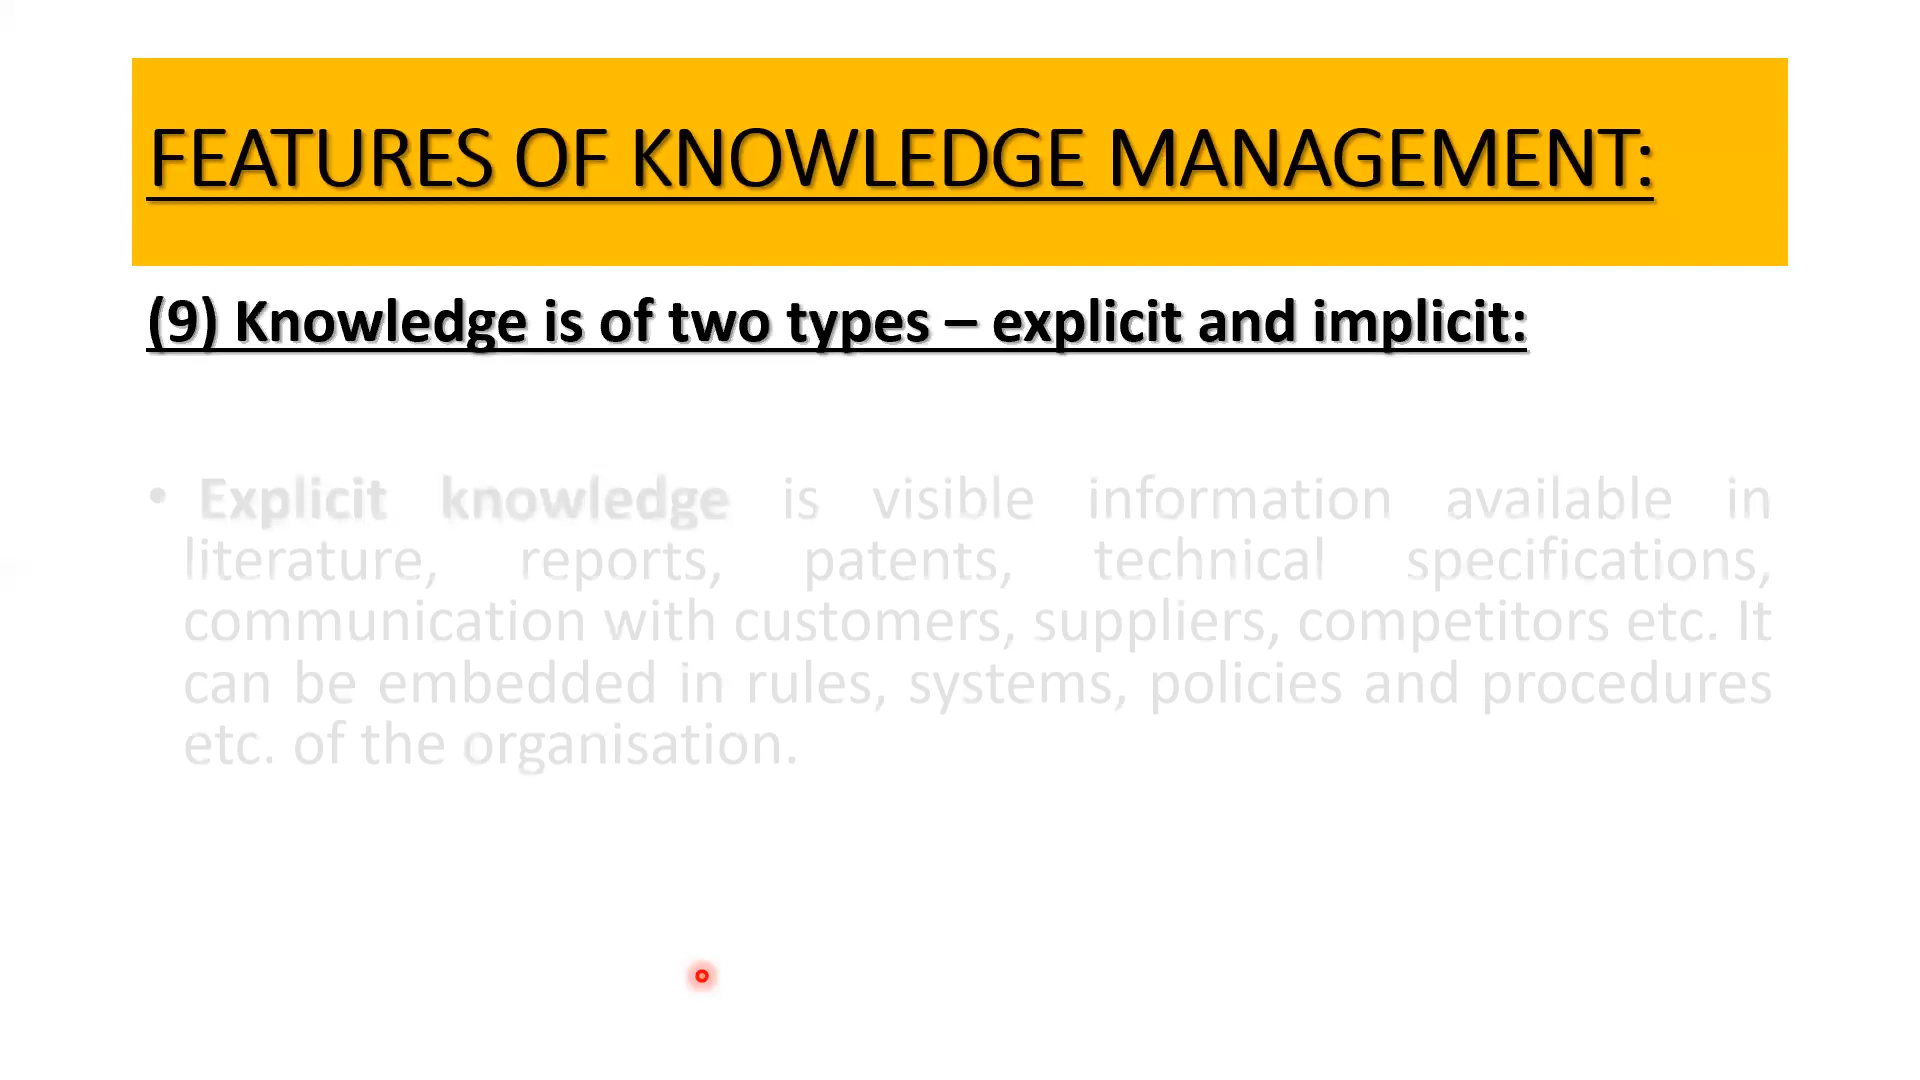 FEATURES OF KNOWLEDGE MANAGEMENT:
(9) Knowledge is of two types – explicit and implicit:
• Explicit knowledge is visible information available in
literature, reports, patents, technical specifications,
communication with customers, suppliers, competitors etc. It
can be embedded in rules, systems, policies and procedures
etc. of the organisation.